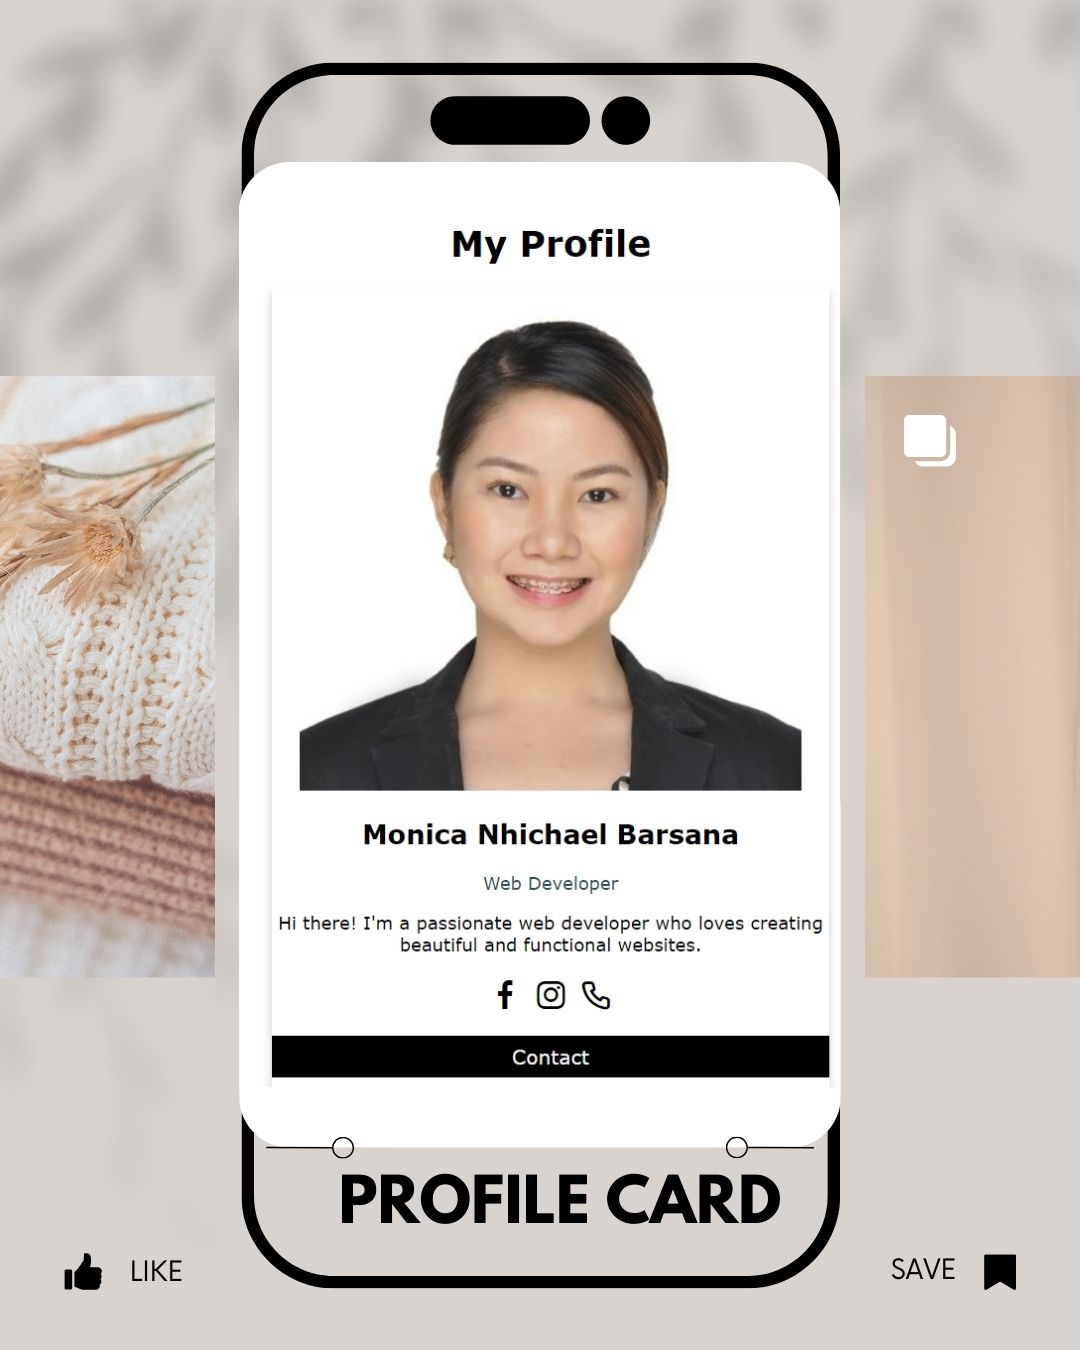 My Profile
Monica Nhichael Barsana
Web Developer
Hi there! I'm a passionate web developer who loves creating
beautiful and functional websites.
Contact
PROFILE CARD
LIKE
SAVE